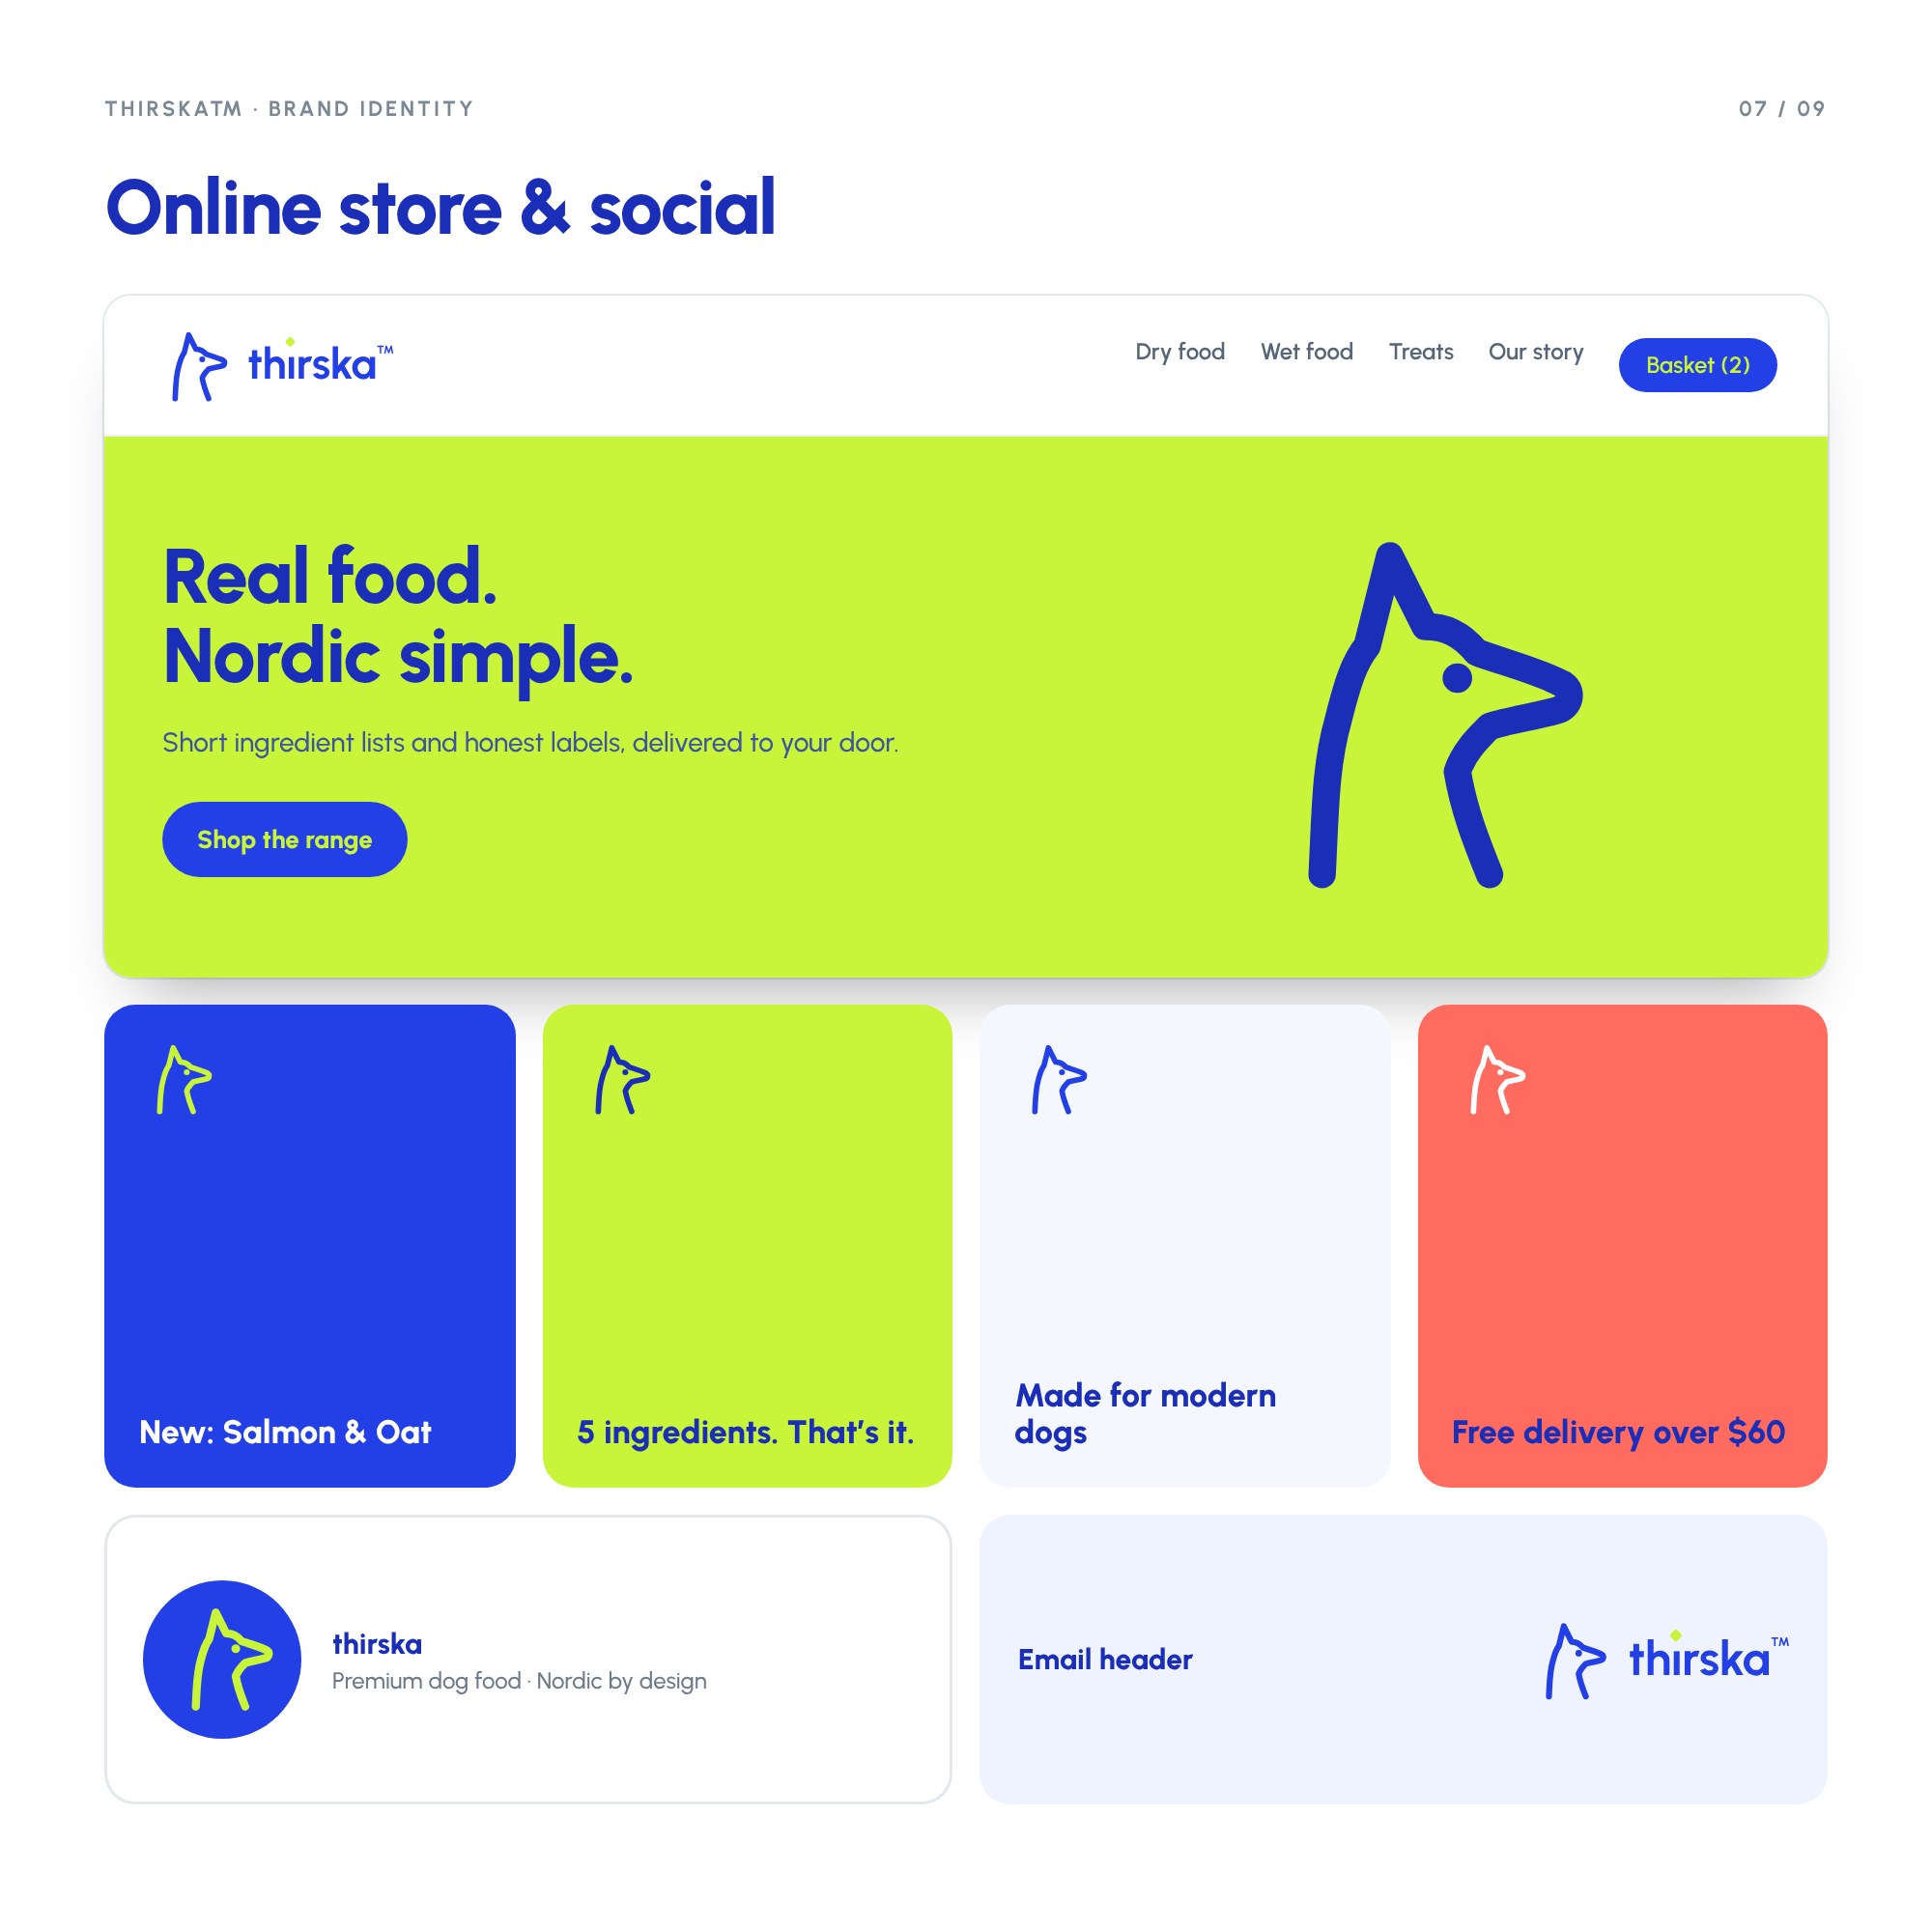 THIRSKATM · BRAND IDENTITY
07 / 09
Online store & social
thirska™
Dry food
Wet food
Treats
Our story
Basket (2)
Real food.
Nordic simple.
Short ingredient lists and honest labels, delivered to your door.
Shop the range
New: Salmon & Oat
5 ingredients. That's it.
Made for modern
dogs
Free delivery over $60
thirska
Premium dog food · Nordic by design
Email header
thirska™